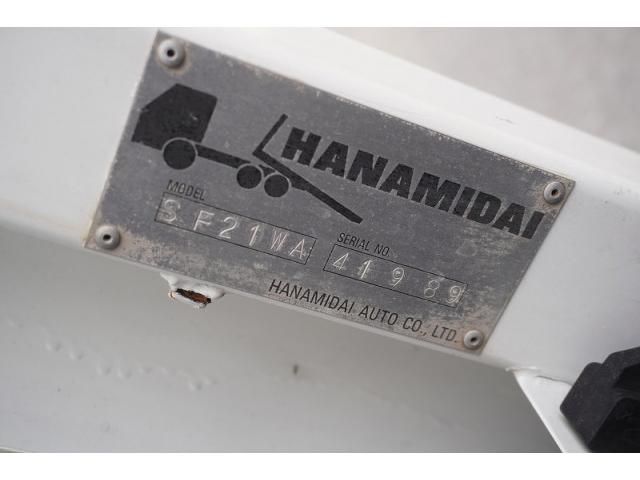 HANAMIDAI
MODEL
SF21WA
SERIAL NO.
41989
HANAMIDAI AUTO CO., LTD.